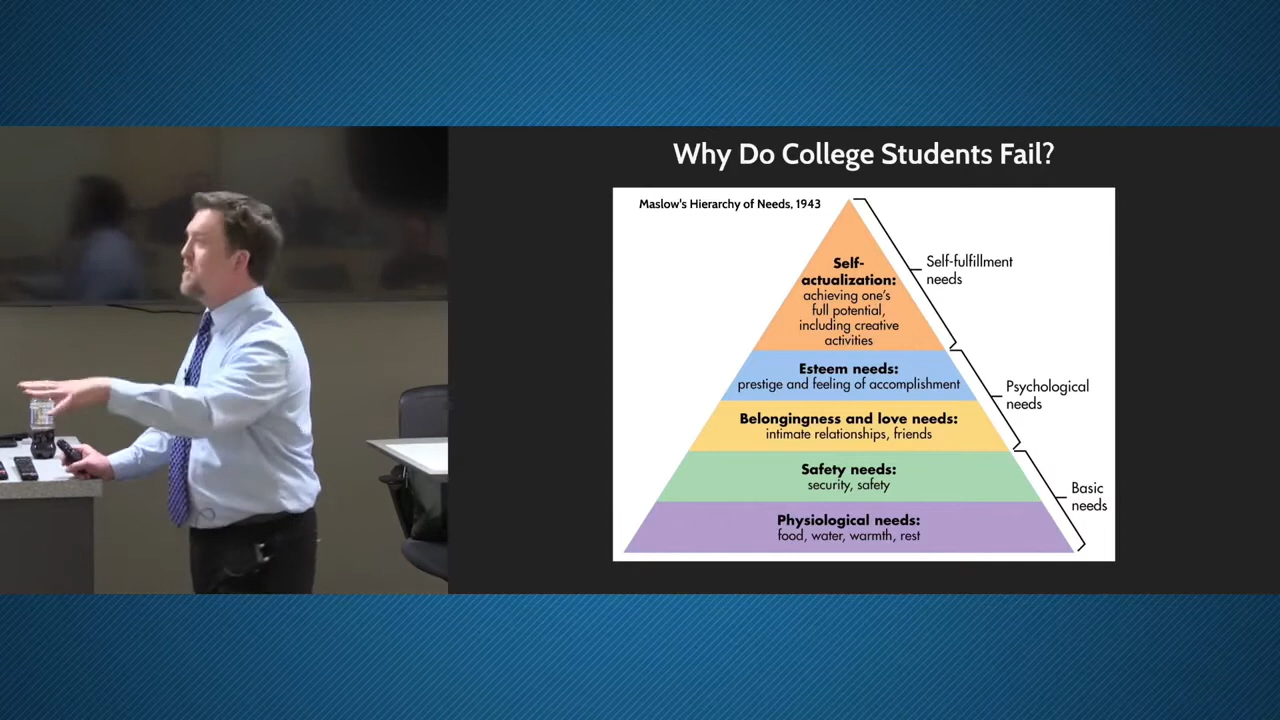 Why Do College Students Fail?
Maslow's Hierarchy of Needs, 1943
Self-
actualization:
achieving one's
full potential,
including creative
activities
Self-fulfillment
needs
Esteem needs:
prestige and feeling of accomplishment
Psychological
needs
Belongingness and love needs:
intimate relationships, friends
Safety needs:
security, safety
Basic
needs
Physiological needs:
food, water, warmth, rest